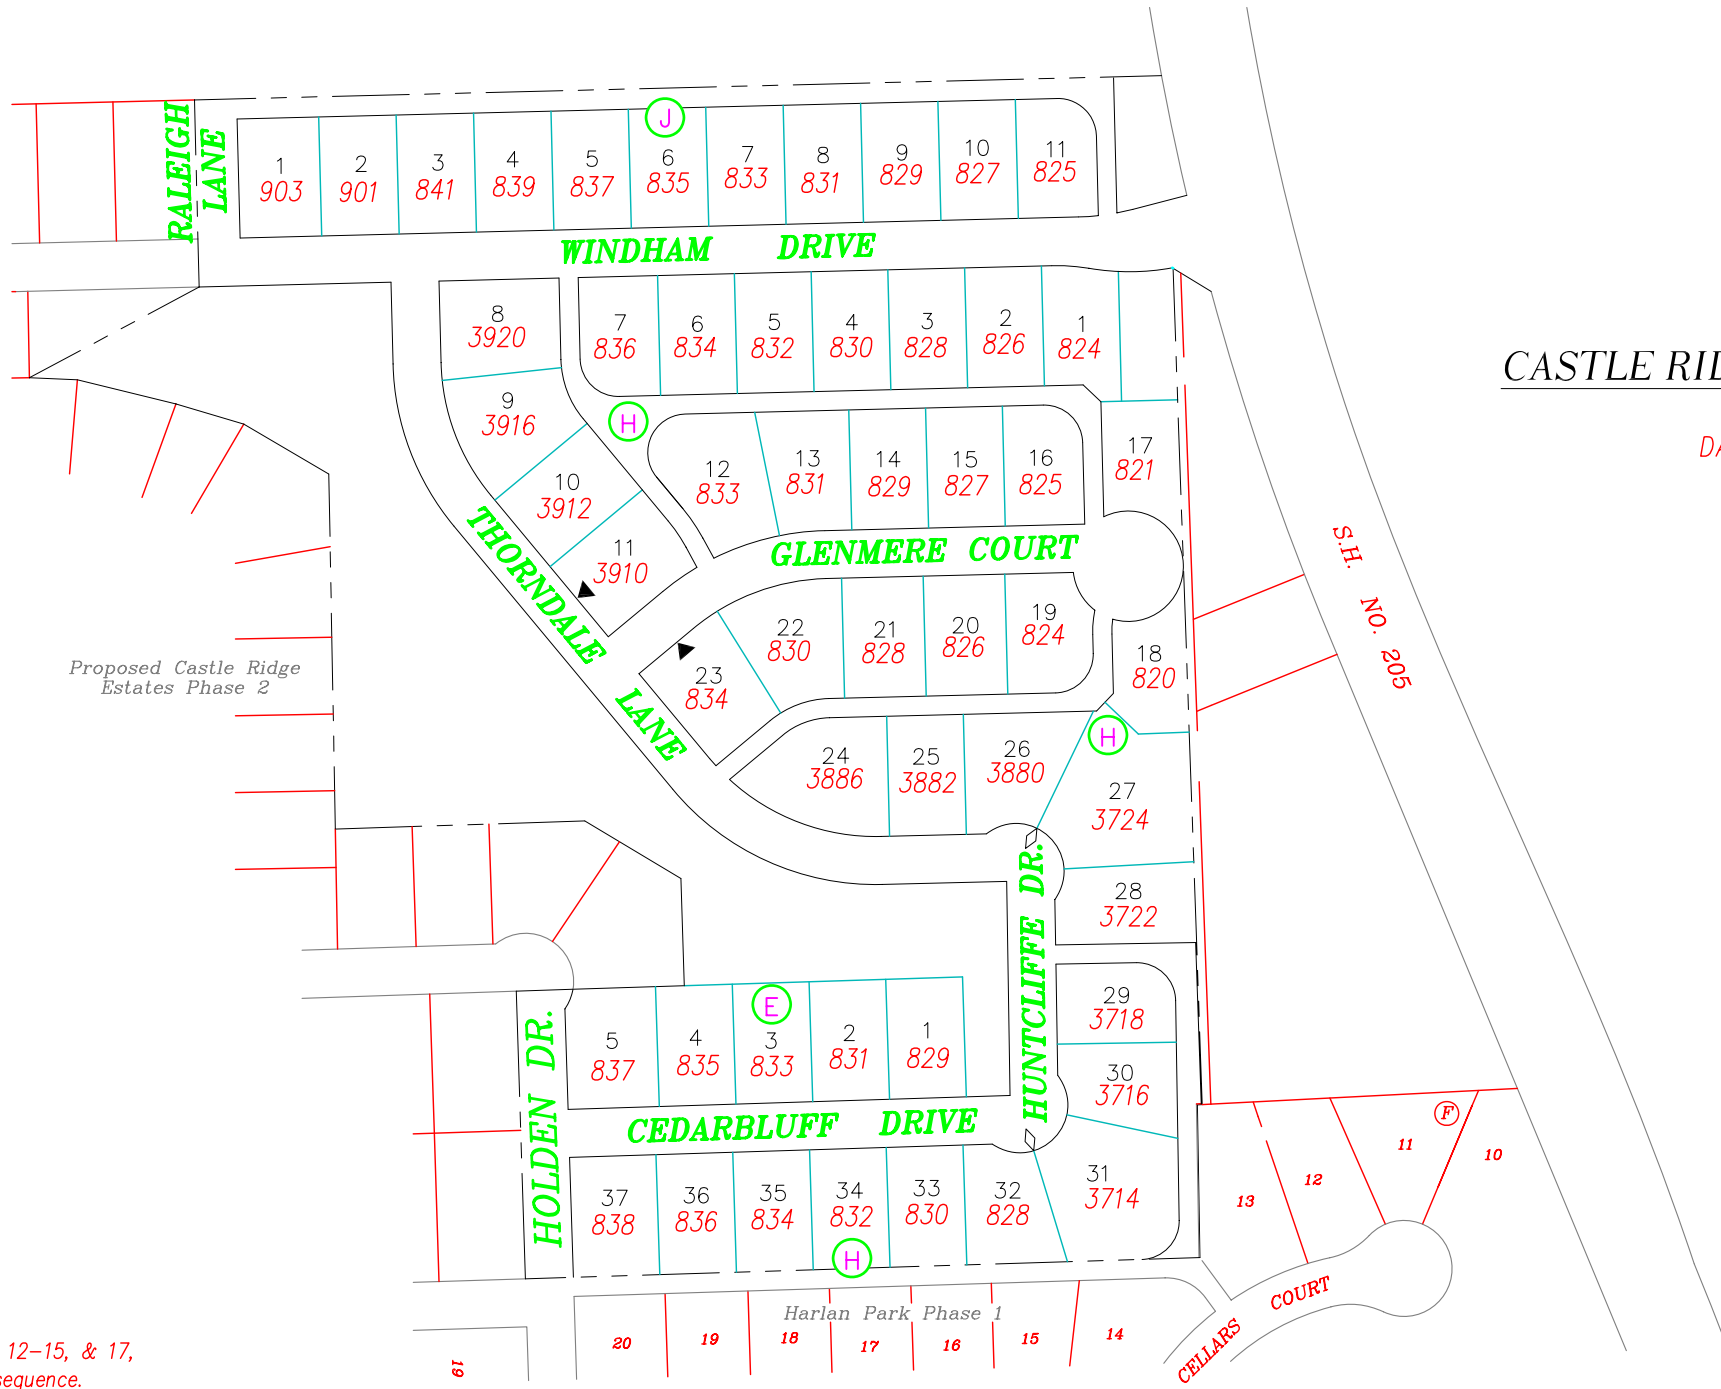 RALEIGH
LANE
J
1 903
2 901
3 841
4 839
5 837
6 835
7 833
8 831
9 829
10 827
11 825
WINDHAM DRIVE
8 3920
7 836
6 834
5 832
4 830
3 828
2 826
1 824
CASTLE RI
DA
9 3916
H
10 3912
11 3910
12 833
13 831
14 829
15 827
16 825
17 821
THORNDALE LANE
GLENMERE COURT
S.H. NO. 205
23 834
22 830
21 828
20 826
19 824
18 820
H
Proposed Castle Ridge
Estates Phase 2
24 3886
25 3882
26 3880
27 3724
28 3722
HUNTCLIFFE DR.
29 3718
30 3716
31 3714
E
5 837
4 835
3 833
2 831
1 829
HOLDEN DR.
CEDARBLUFF DRIVE
37 838
36 836
35 834
34 832
33 830
32 828
H
F
13
12
11
10
Harlan Park Phase 1
CELLARS COURT
19
20
19
18
17
16
15
14
12-15, & 17,
sequence.